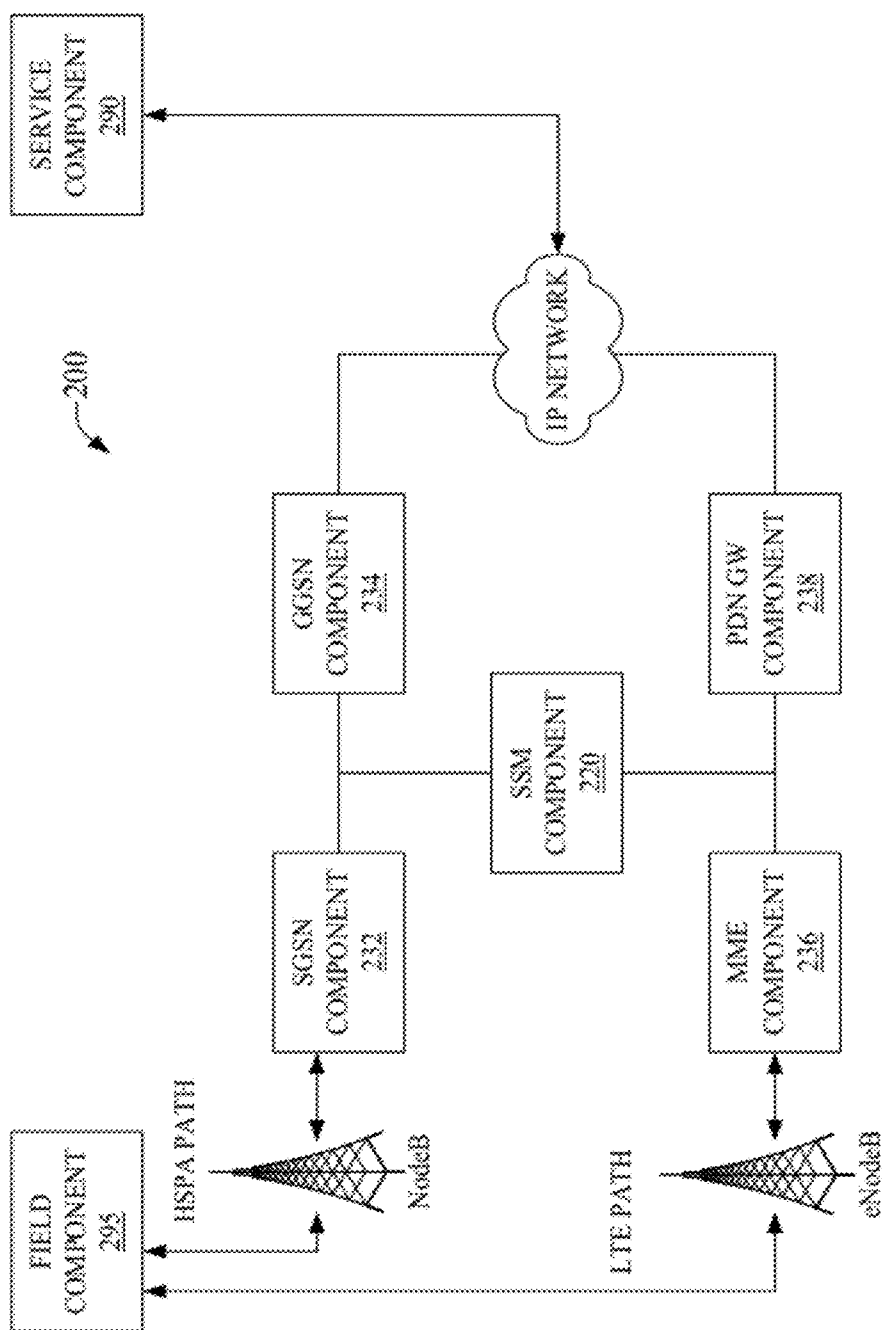 200
FIELD
COMPONENT
295
SERVICE
COMPONENT
290
HSPA PATH
NodeB
SGSN
COMPONENT
232
GGSN
COMPONENT
234
SSM
COMPONENT
220
IP NETWORK
LTE PATH
eNodeB
MME
COMPONENT
236
PDN GW
COMPONENT
238